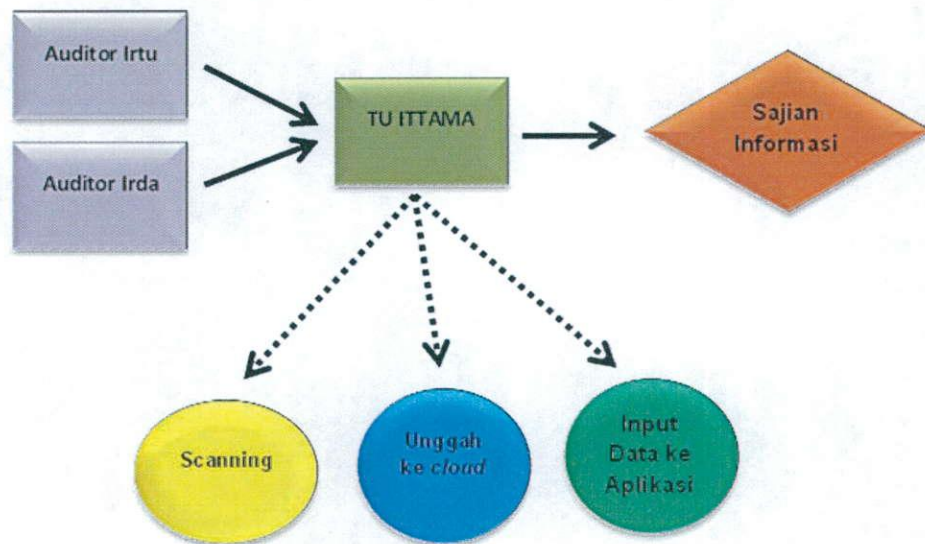 Auditor Irtu
TU ITTAMA
Sajian
Informasi
Auditor Irda
Scanning
Unggah
ke cloud
Input
Data ke
Aplikasi